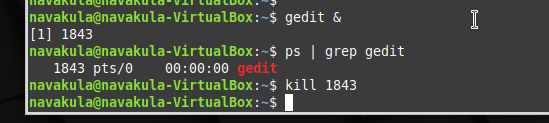 navakula@navakula-VirtualBox:~$ gedit &
[1] 1843
navakula@navakula-VirtualBox:~$ ps | grep gedit
   1843 pts/0    00:00:00 gedit
navakula@navakula-VirtualBox:~$ kill 1843
navakula@navakula-VirtualBox:~$